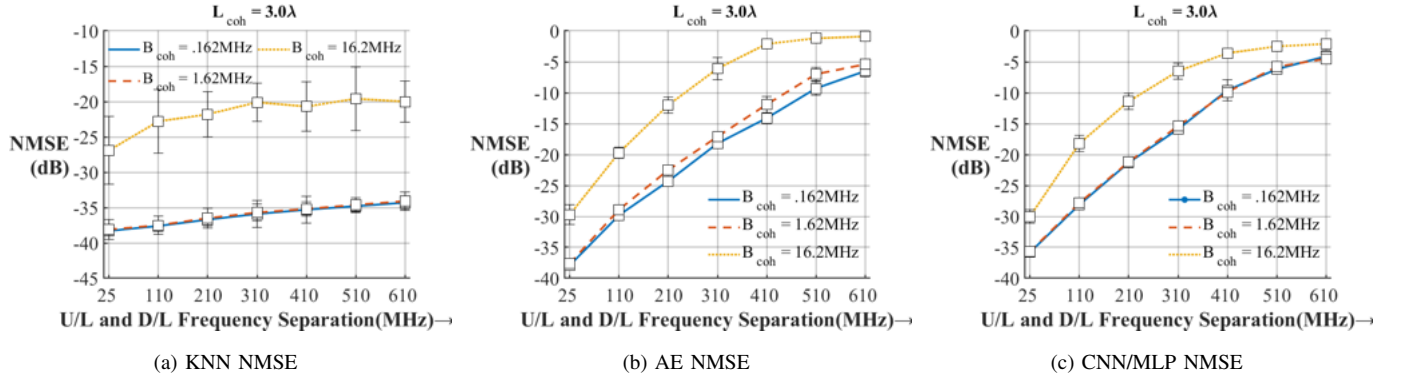 L coh = 3.0λ
-10
-15
-20
-25
-30
-35
-40
-45
NMSE
(dB)
B coh = .162MHz
B coh = 16.2MHz
B coh = 1.62MHz
25 110 210 310 410 510 610
U/L and D/L Frequency Separation(MHz)→
(a) KNN NMSE
L coh = 3.0λ
0
-5
-10
-15
-20
-25
-30
-35
-40
NMSE
(dB)
B coh = .162MHz
B coh = 1.62MHz
B coh = 16.2MHz
25 110 210 310 410 510 610
U/L and D/L Frequency Separation(MHz)→
(b) AE NMSE
L coh = 3.0λ
0
-5
-10
-15
-20
-25
-30
-35
-40
NMSE
(dB)
B coh = .162MHz
B coh = 1.62MHz
B coh = 16.2MHz
25 110 210 310 410 510 610
U/L and D/L Frequency Separation(MHz)→
(c) CNN/MLP NMSE